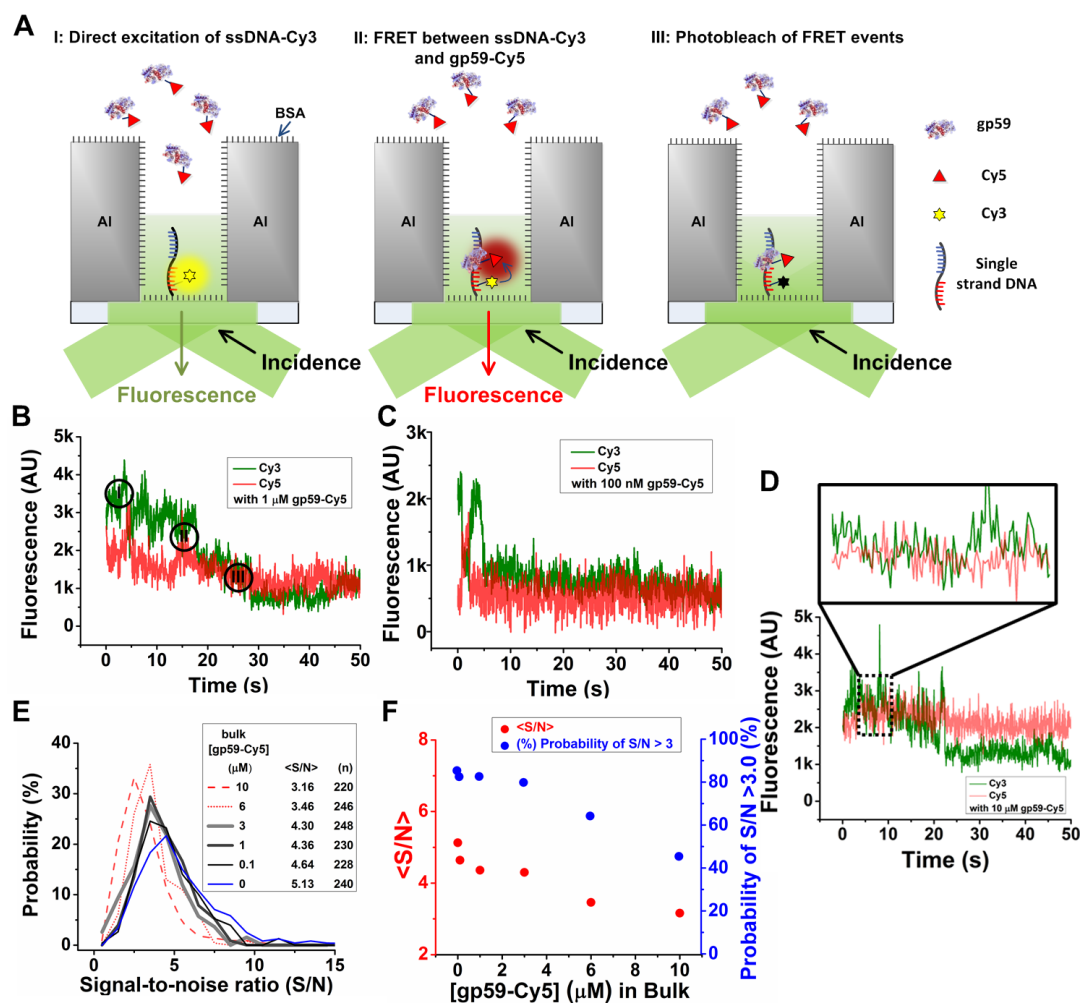 A
I: Direct excitation of ssDNA-Cy3
II: FRET between ssDNA-Cy3
and gp59-Cy5
III: Photobleach of FRET events
BSA
Al
Al
Al
Al
Al
Al
gp59
Cy5
Cy3
Single
strand DNA
Incidence
Incidence
Incidence
Fluorescence
Fluorescence
B
Fluorescence (AU)
5k
4k
3k
2k
1k
0
0 10 20 30 40 50
Time (s)
Cy3
Cy5
with 1 μM gp59-Cy5
I
II
III
C
Fluorescence (AU)
3k
2k
1k
0
0 10 20 30 40 50
Time (s)
Cy3
Cy5
with 100 nM gp59-Cy5
D
Fluorescence (AU)
5k
4k
3k
2k
1k
0
0 10 20 30 40 50
Time (s)
Cy3
Cy5
with 10 μM gp59-Cy5
E
Probability (%)
40
30
20
10
0
0 5 10 15
Signal-to-noise ratio (S/N)
bulk
[gp59-Cy5]
(μM) <S/N> (n)
10 3.16 220
6 3.46 246
3 4.30 248
1 4.36 230
0.1 4.64 228
0 5.13 240
F
<S/N>
8
6
4
2
0 2 4 6 8 10
[gp59-Cy5] (μM) in Bulk
<S/N>
(%) Probability of S/N > 3
100
80
60
40
20
0
Probability of S/N >3.0 (%)